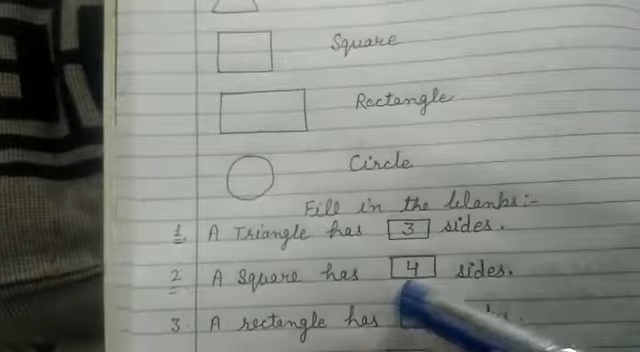 Square
Rectangle
Circle
Fill in the blanks:-
1. A Triangle has 3 sides.
2 A Square has 4 sides.
3. A rectangle has